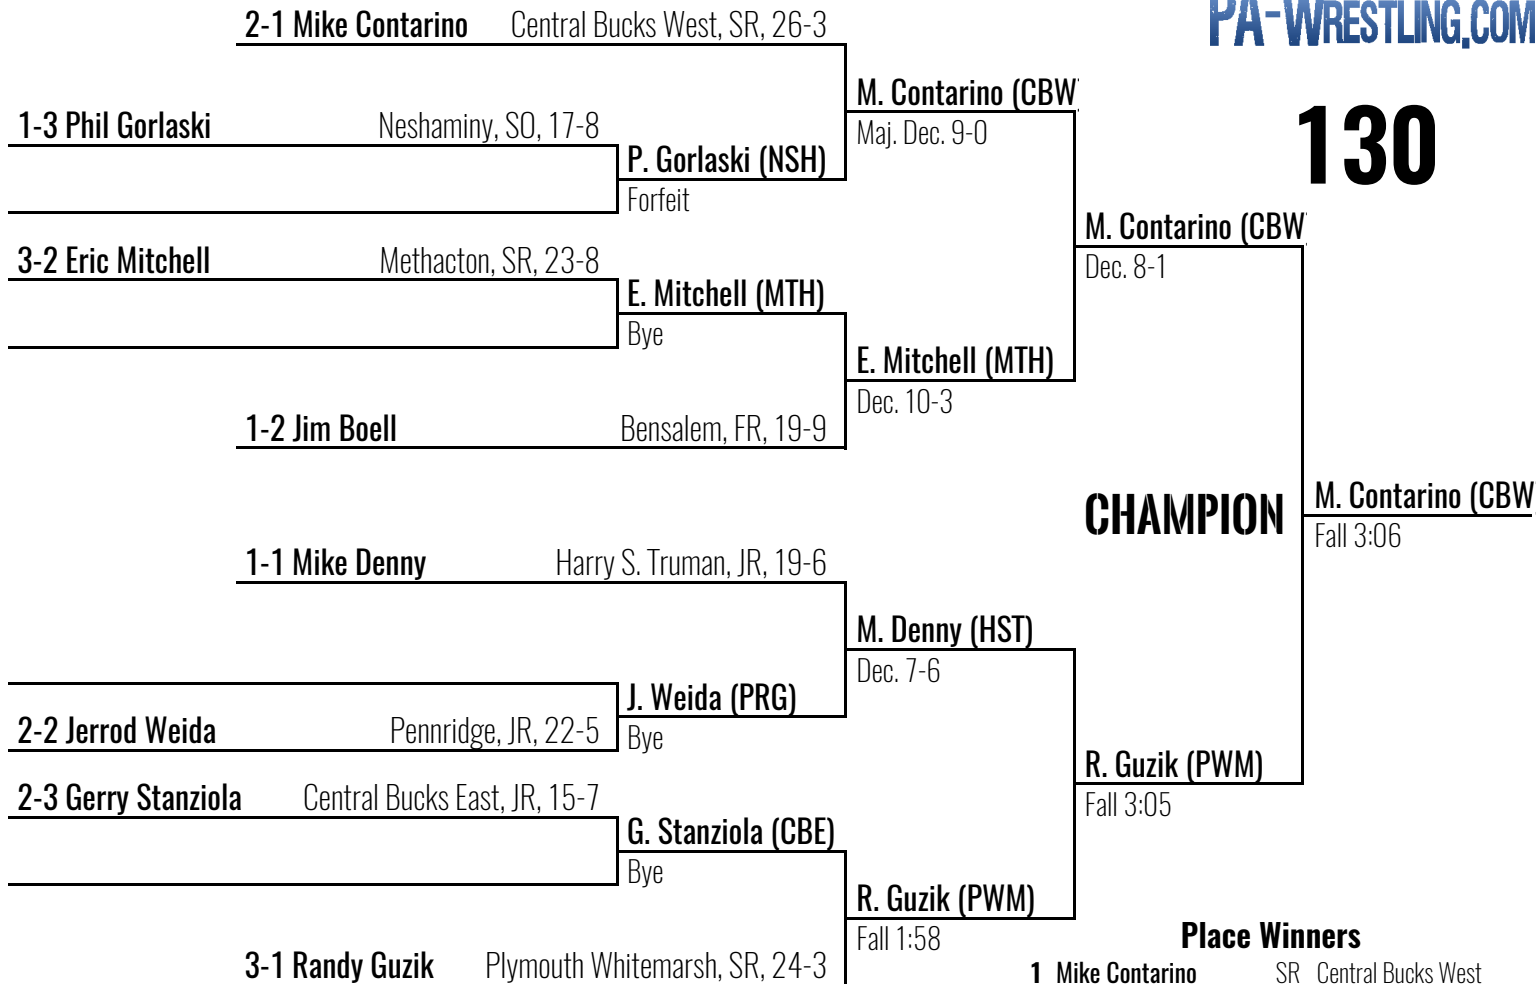 PA-WRESTLING.COM
2-1 Mike Contarino Central Bucks West, SR, 26-3
M. Contarino (CBW
130
1-3 Phil Gorlaski Neshaminy, SO, 17-8
Maj. Dec. 9-0
P. Gorlaski (NSH)
Forfeit
M. Contarino (CBW
3-2 Eric Mitchell Methacton, SR, 23-8
Dec. 8-1
E. Mitchell (MTH)
Bye
E. Mitchell (MTH)
Dec. 10-3
1-2 Jim Boell Bensalem, FR, 19-9
CHAMPION
M. Contarino (CBW
Fall 3:06
1-1 Mike Denny Harry S. Truman, JR, 19-6
M. Denny (HST)
Dec. 7-6
J. Weida (PRG)
2-2 Jerrod Weida Pennridge, JR, 22-5
Bye
R. Guzik (PWM)
2-3 Gerry Stanziola Central Bucks East, JR, 15-7
Fall 3:05
G. Stanziola (CBE)
Bye
R. Guzik (PWM)
Fall 1:58
Place Winners
3-1 Randy Guzik Plymouth Whitemarsh, SR, 24-3
1 Mike Contarino SR Central Bucks West